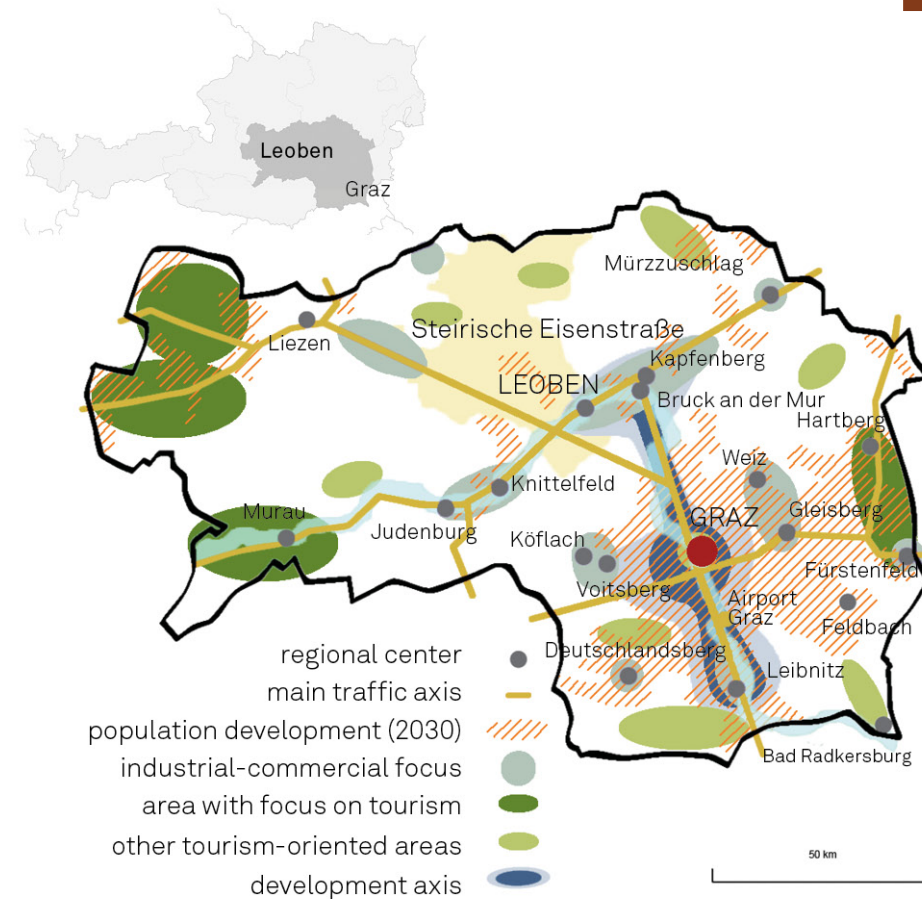 Leoben
Graz
Mürzzuschlag
Steirische Eisenstraße
Liezen
Kapfenberg
LEOBEN
Bruck an der Mur
Hartberg
Weiz
Knittelfeld
Murau
GRAZ
Gleisberg
Judenburg
Köflach
Fürstenfeld
Voitsberg
Airport
Graz
Feldbach
Deutschlandsberg
Leibnitz
Bad Radkersburg
regional center
main traffic axis
population development (2030)
industrial-commercial focus
area with focus on tourism
other tourism-oriented areas
development axis
50 km